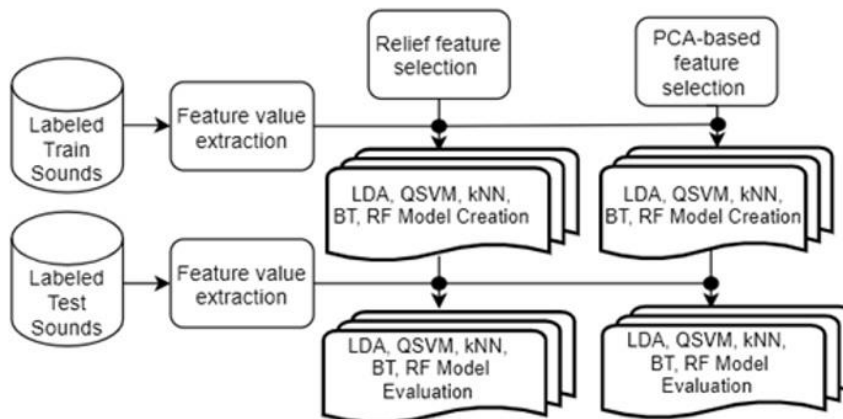 Relief feature
selection
PCA-based
feature
selection
Labeled
Train
Sounds
Feature value
extraction
LDA, QSVM, kNN,
BT, RF Model Creation
LDA, QSVM, kNN,
BT, RF Model Creation
Labeled
Test
Sounds
Feature value
extraction
LDA, QSVM, kNN,
BT, RF Model
Evaluation
LDA, QSVM, kNN,
BT, RF Model
Evaluation